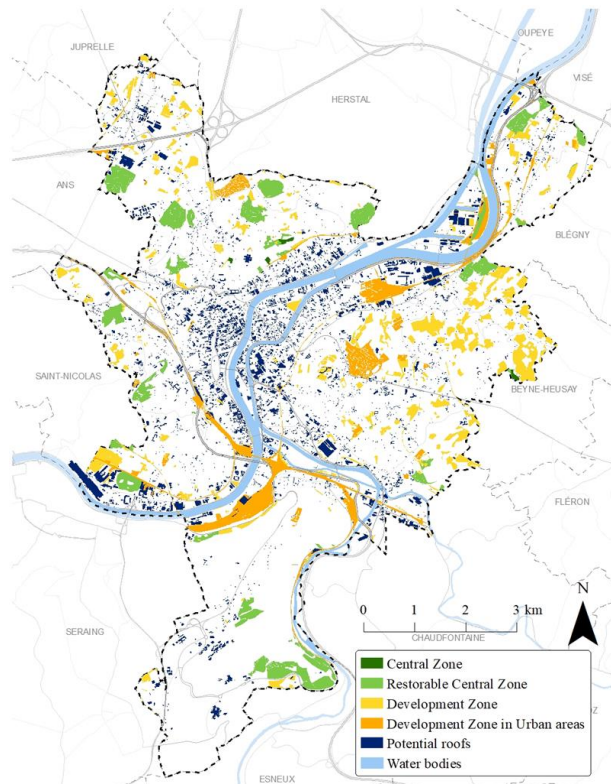 OUPEYE
JUPRELLE
VISÉ
HERSTAL
ANS
BLÉGNY
SAINT-NICOLAS
BEYNE-HEUSAY
FLÉRON
N
0 1 2 3 km
SERAING
CHAUDFONTAINE
Central Zone
Restorable Central Zone
Development Zone
Development Zone in Urban areas
Potential roofs
Water bodies
ESNEUX